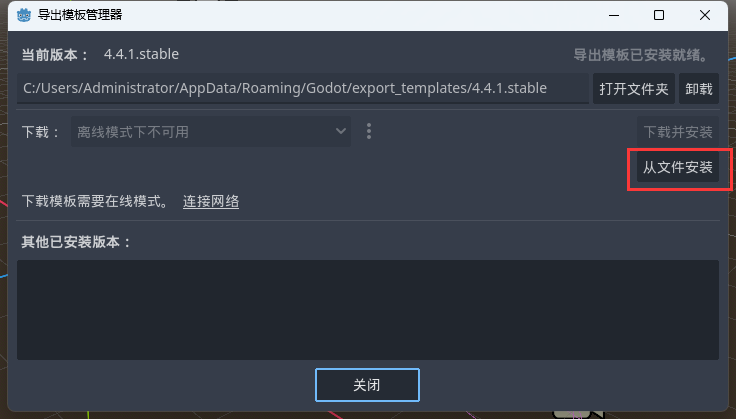 导出模板管理器
当前版本： 4.4.1.stable 导出模板已安装就绪。
C:/Users/Administrator/AppData/Roaming/Godot/export_templates/4.4.1.stable 打开文件夹 卸载
下载： 离线模式下不可用 下载并安装
从文件安装
下载模板需要在线模式。 连接网络
其他已安装版本：
关闭